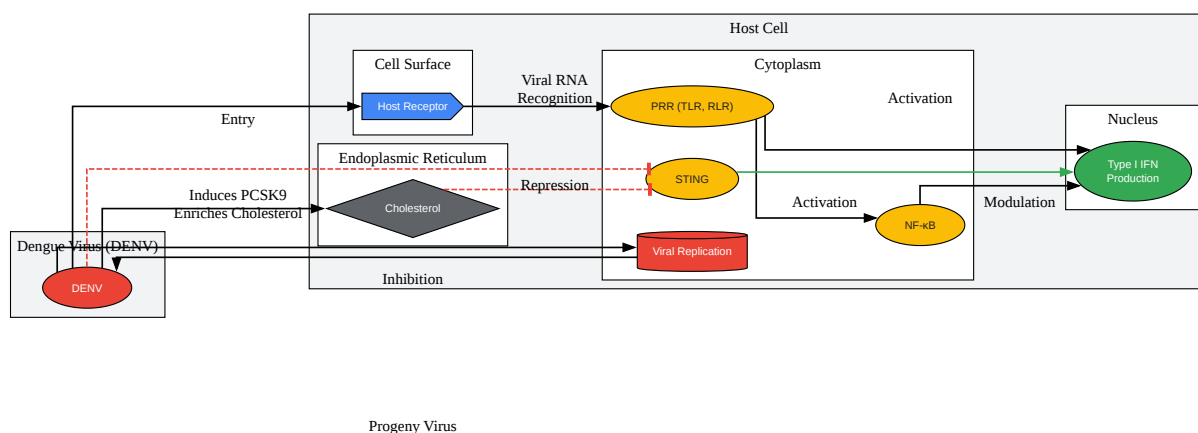 Host Cell
Cell Surface
Cytoplasm
Viral RNA
Recognition
Host Receptor
PRR (TLR, RLR)
Activation
Entry
Nucleus
Endoplasmic Reticulum
Type I IFN
Production
STING
Repression
Induces PCSK9
Enriches Cholesterol
Cholesterol
Activation
Modulation
NF-κB
Dengue Virus (DENV)
Viral Replication
DENV
Inhibition
Progeny Virus